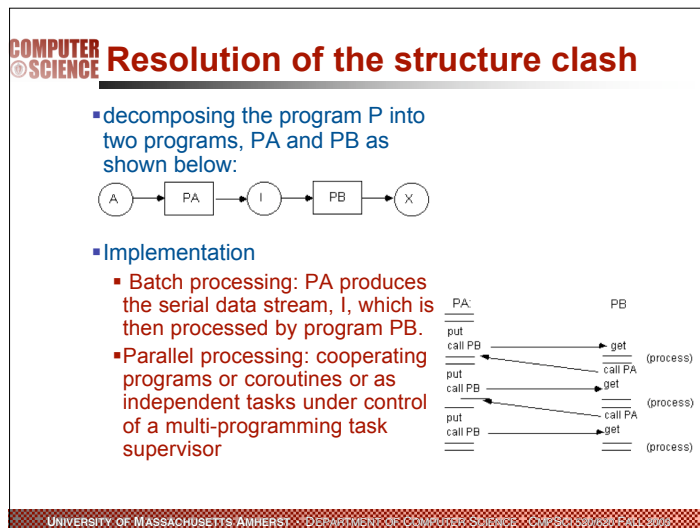 COMPUTER
SCIENCE
Resolution of the structure clash
▪decomposing the program P into
two programs, PA and PB as
shown below:
A PA I PB X
▪Implementation
▪ Batch processing: PA produces
the serial data stream, I, which is
then processed by program PB.
▪Parallel processing: cooperating
programs or coroutines or as
independent tasks under control
of a multi-programming task
supervisor
PA: PB
put
call PB get
(process)
call PA
put
call PB get
(process)
call PA
put
call PB get
(process)
UNIVERSITY OF MASSACHUSETTS AMHERST • DEPARTMENT OF COMPUTER SCIENCE • CMPSCI 520/620 FALL